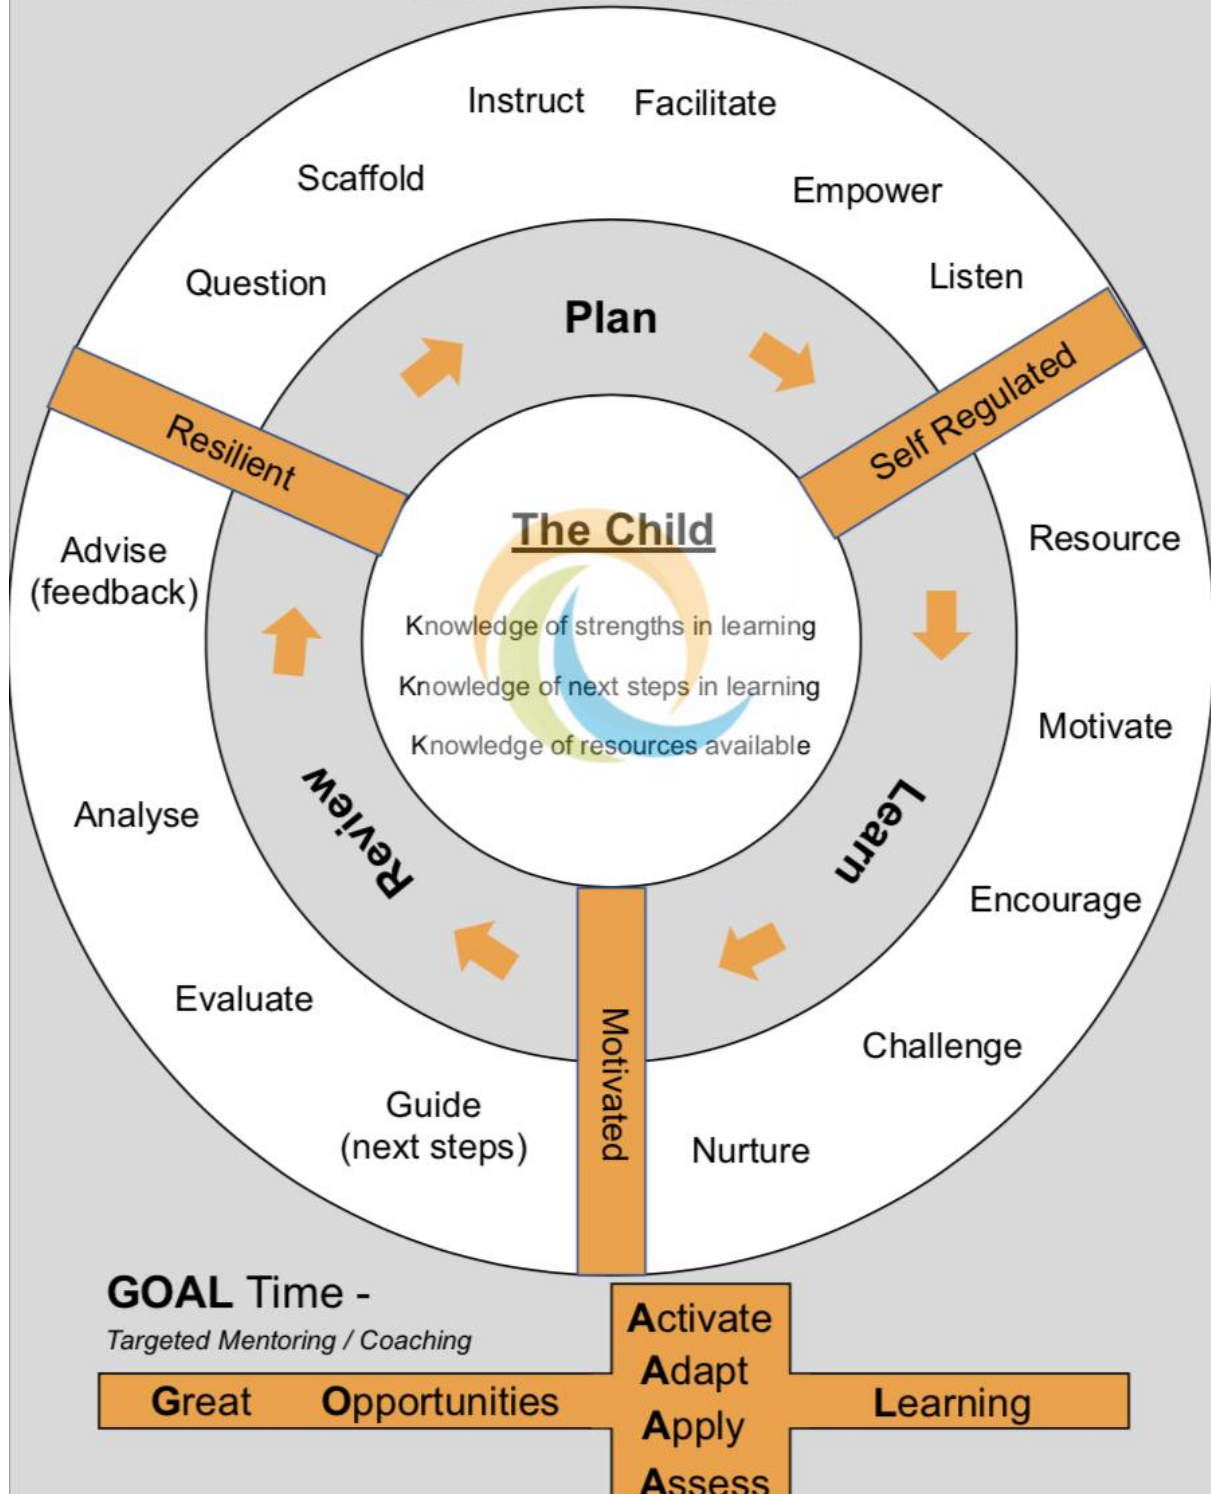 Instruct
Facilitate
Scaffold
Empower
Question
Listen
Plan
Resilient
Self Regulated
The Child
Knowledge of strengths in learning
Knowledge of next steps in learning
Knowledge of resources available
Advise
(feedback)
Resource
Motivate
Analyse
Review
Learn
Encourage
Evaluate
Challenge
Motivated
Guide
(next steps)
Nurture
GOAL Time -
Targeted Mentoring / Coaching
Great Opportunities
Activate
Adapt
Apply
Assess
Learning